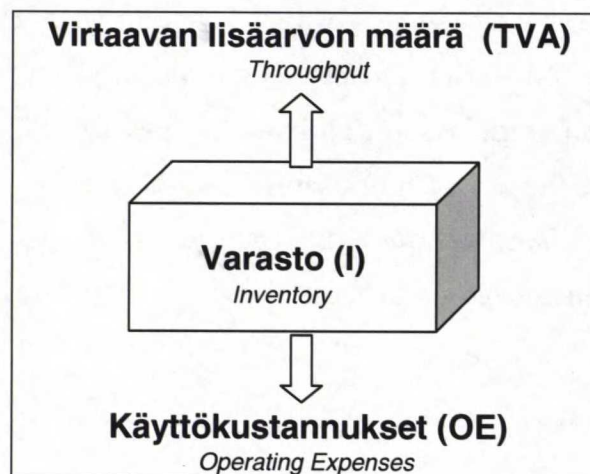 Virtaavan lisäarvon määrä (TVA)
Throughput
Varasto (I)
Inventory
Käyttökustannukset (OE)
Operating Expenses